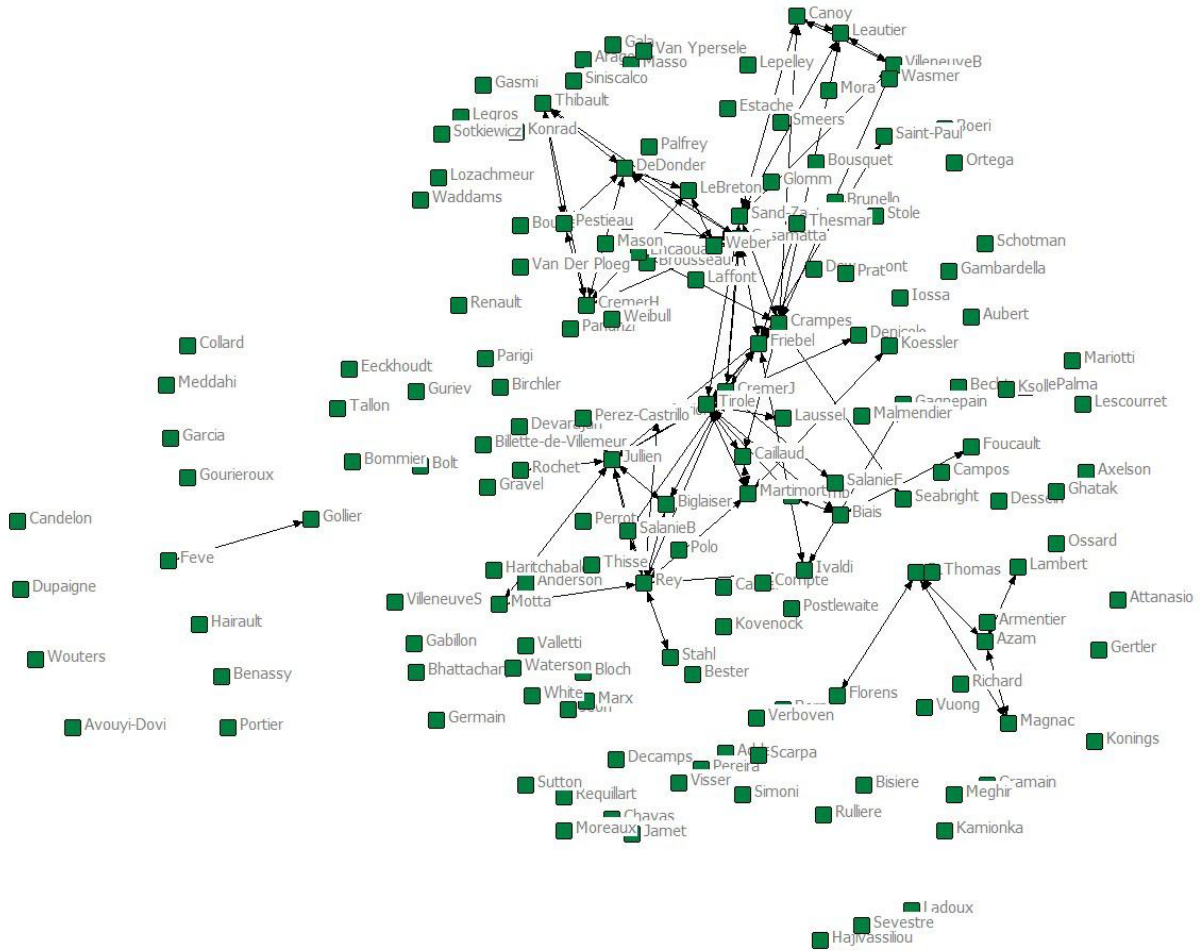 Canoy
Leautier
Gala
Van Ypersele
Masso
Lepelley
VilleneuveB
Wasmer
Siniscalco
Gasmi
Mora
Thibault
Estache
Legros
Smeers
Sotkiewicz
Konrad
Saint-Paul
Palfrey
Bousquet
Ortega
DeDonder
Lozachmeur
LeBreton
Glomm
Waddams
Brunello
Stole
Pestieau
Thesmar
Mason
Weber
Schotman
Van Der Ploeg
Brousseau
Laffont
Gambardella
Iossa
Renault
CremerH
Weibull
Crampes
Aubert
Collard
Friebel
Koessler
Parigi
Mariotti
Eeckhoudt
Meddahi
Guriev
Birchler
CremerJ
Tallon
Tirole
Lescourret
Perez-Castrillo
Laussel
Malmendier
Garcia
Billette-de-Villemeur
Foucault
Julien
Caillaud
Bommier
Bolt
Rochet
Campos
Axelson
Gourieroux
Gravel
SalanieF
Martimort
Ghatak
Seabright
Biglaiser
Biais
Candelon
Gollier
Perrot
SalanieB
Polo
Ossard
Feve
Thisse
Ivaldi
Thomas
Lambert
Anderson
Rey
Compte
Dupaigne
VilleneuveS
Motta
Postlewaite
Attanasio
Hairault
Kovenock
Armentier
Azam
Gabillon
Valletti
Gertler
Wouters
Stahl
Waterson
Bloch
Benassy
Bhattachar
Bester
Richard
White
Marx
Florens
Vuong
Germain
Verboven
Magnac
Avouyi-Dovi
Portier
Konings
Scarpa
Decamps
Pereira
Sutton
Visser
Bisiere
Requillart
Simoni
Meghir
Rulliere
Chavas
Moreaux
Jamet
Kamionka
Ladoux
Sevestre
Hajivassiliou